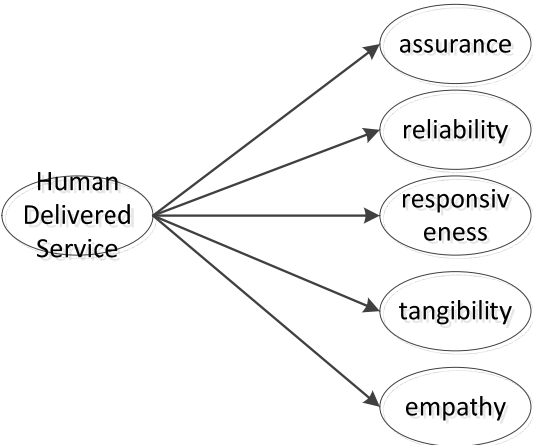 assurance
reliability
Human
Delivered
Service
responsiv
eness
tangibility
empathy